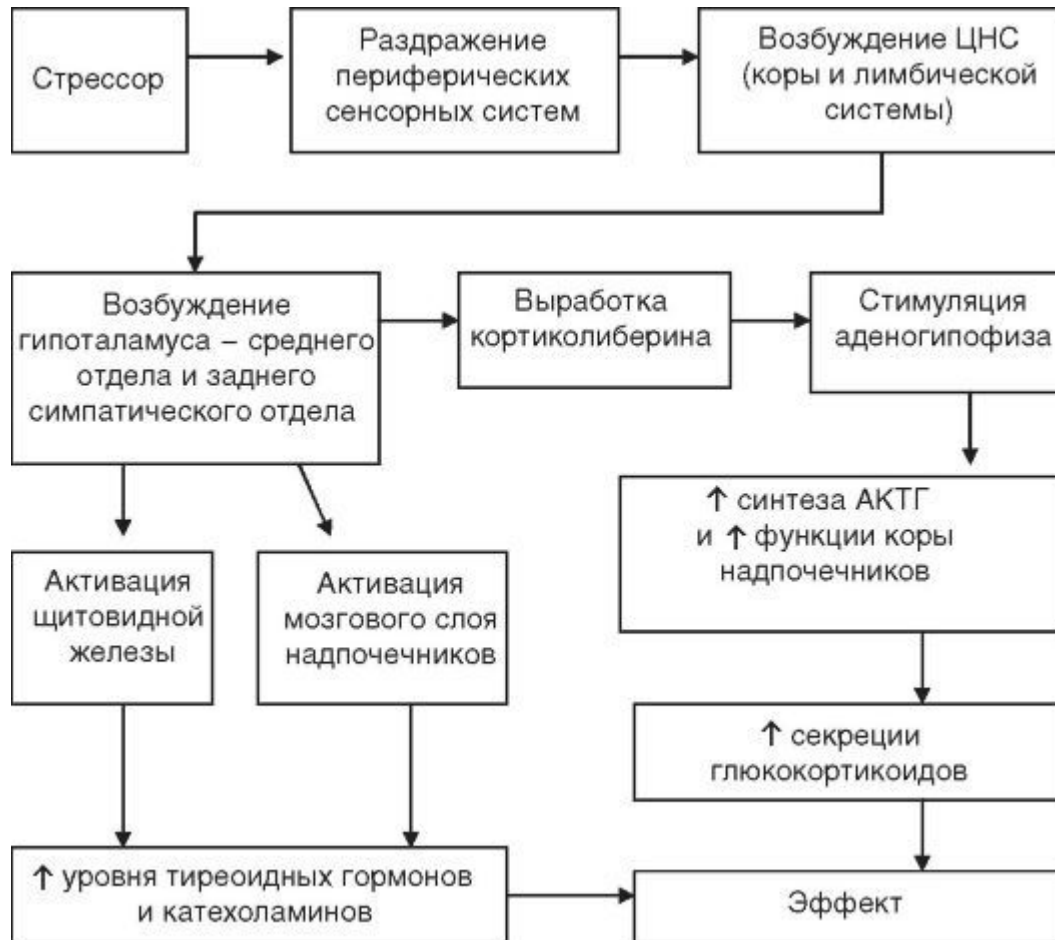 Стрессор
Раздражение
периферических
сенсорных систем
Возбуждение ЦНС
(коры и лимбической
системы)
Возбуждение
гипоталамуса – среднего
отдела и заднего
симпатического отдела
Выработка
кортиколиберина
Стимуляция
аденогипофиза
Активация
щитовидной
железы
Активация
мозгового слоя
надпочечников
↑ синтеза АКТГ
и ↑ функции коры
надпочечников
↑ секреции
глюкокортикоидов
↑ уровня тиреоидных гормонов
и катехоламинов
Эффект